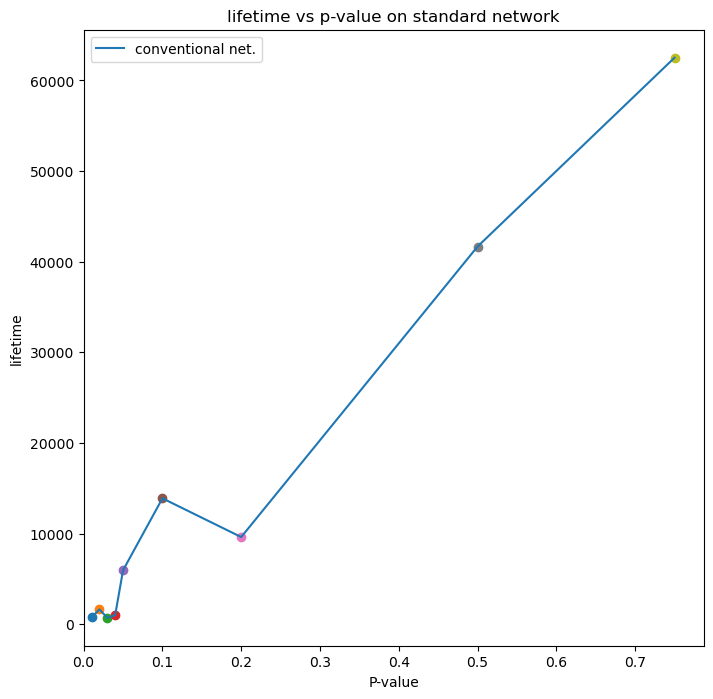 lifetime vs p-value on standard network
conventional net.
60000
50000
40000
30000
20000
10000
0
lifetime
0.0 0.1 0.2 0.3 0.4 0.5 0.6 0.7
P-value